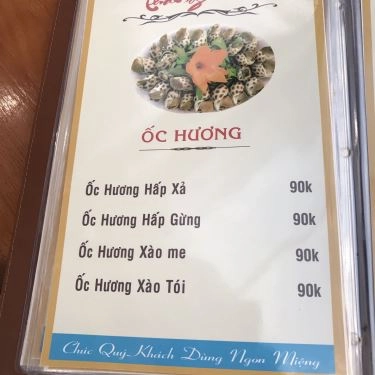 ỐC HƯƠNG
Ốc Hương Hấp Xả 90k
Ốc Hương Hấp Gừng 90k
Ốc Hương Xào me 90k
Ốc Hương Xào Tói 90k
Chúc Quý Khách Dùng Ngon Miệng